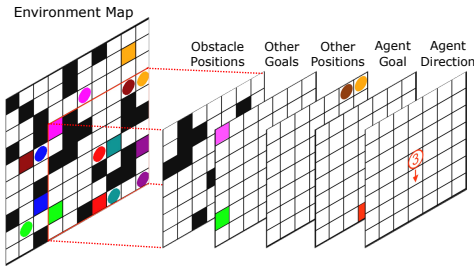 Environment Map
Obstacle Positions
Other Goals
Other Positions
Agent Goal
Agent Direction
3